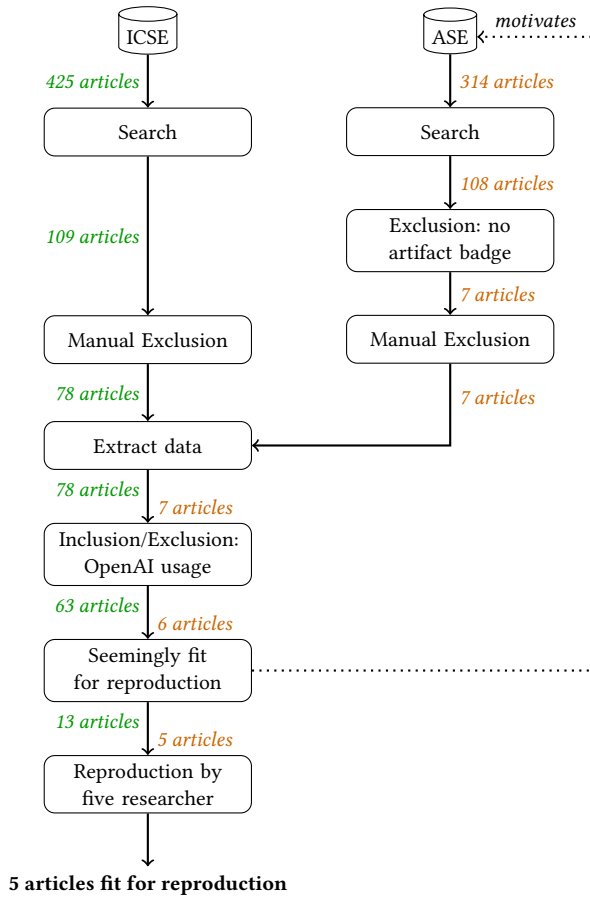 motivates
ICSE
ASE
425 articles
314 articles
Search
Search
108 articles
109 articles
Exclusion: no
artifact badge
7 articles
Manual Exclusion
Manual Exclusion
78 articles
7 articles
Extract data
78 articles
7 articles
Inclusion/Exclusion:
OpenAI usage
63 articles
6 articles
Seemingly fit
for reproduction
13 articles
5 articles
Reproduction by
five researcher
5 articles fit for reproduction